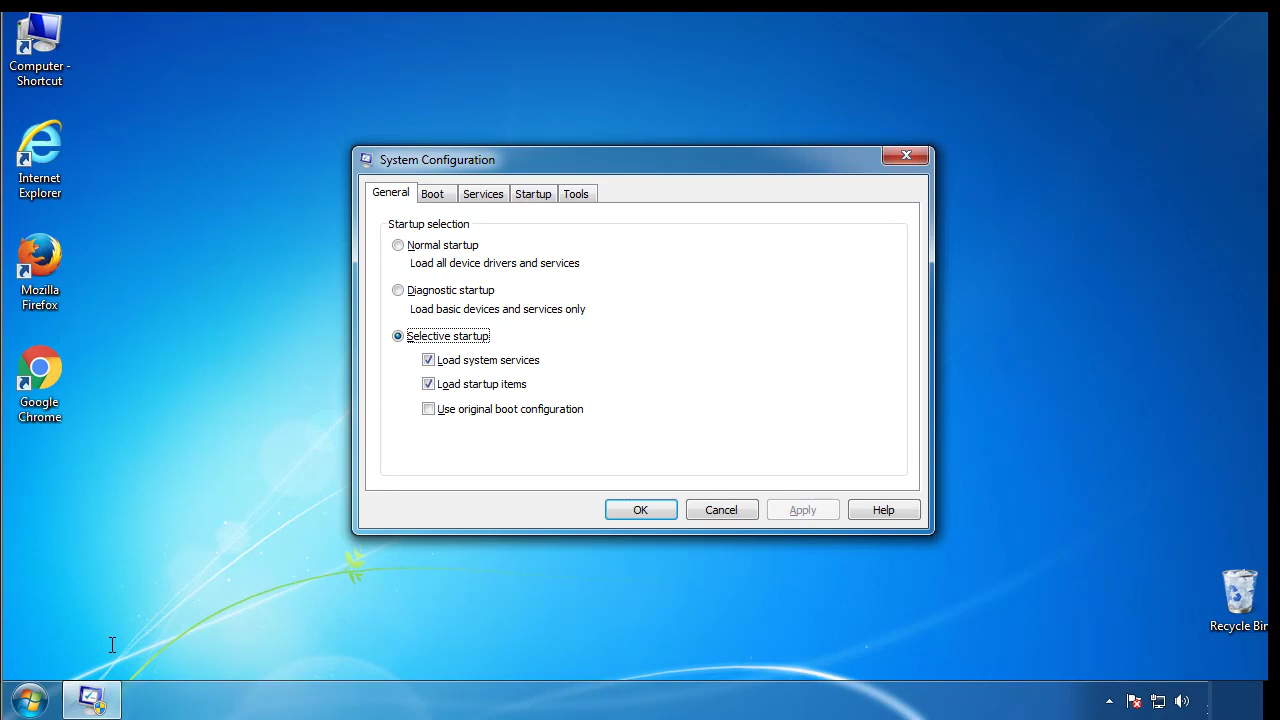 Computer -
Shortcut
Internet
Explorer
Mozilla
Firefox
Google
Chrome
System Configuration
General Boot Services Startup Tools
Startup selection
Normal startup
Load all device drivers and services
Diagnostic startup
Load basic devices and services only
Selective startup
Load system services
Load startup items
Use original boot configuration
OK Cancel Apply Help
Recycle Bin